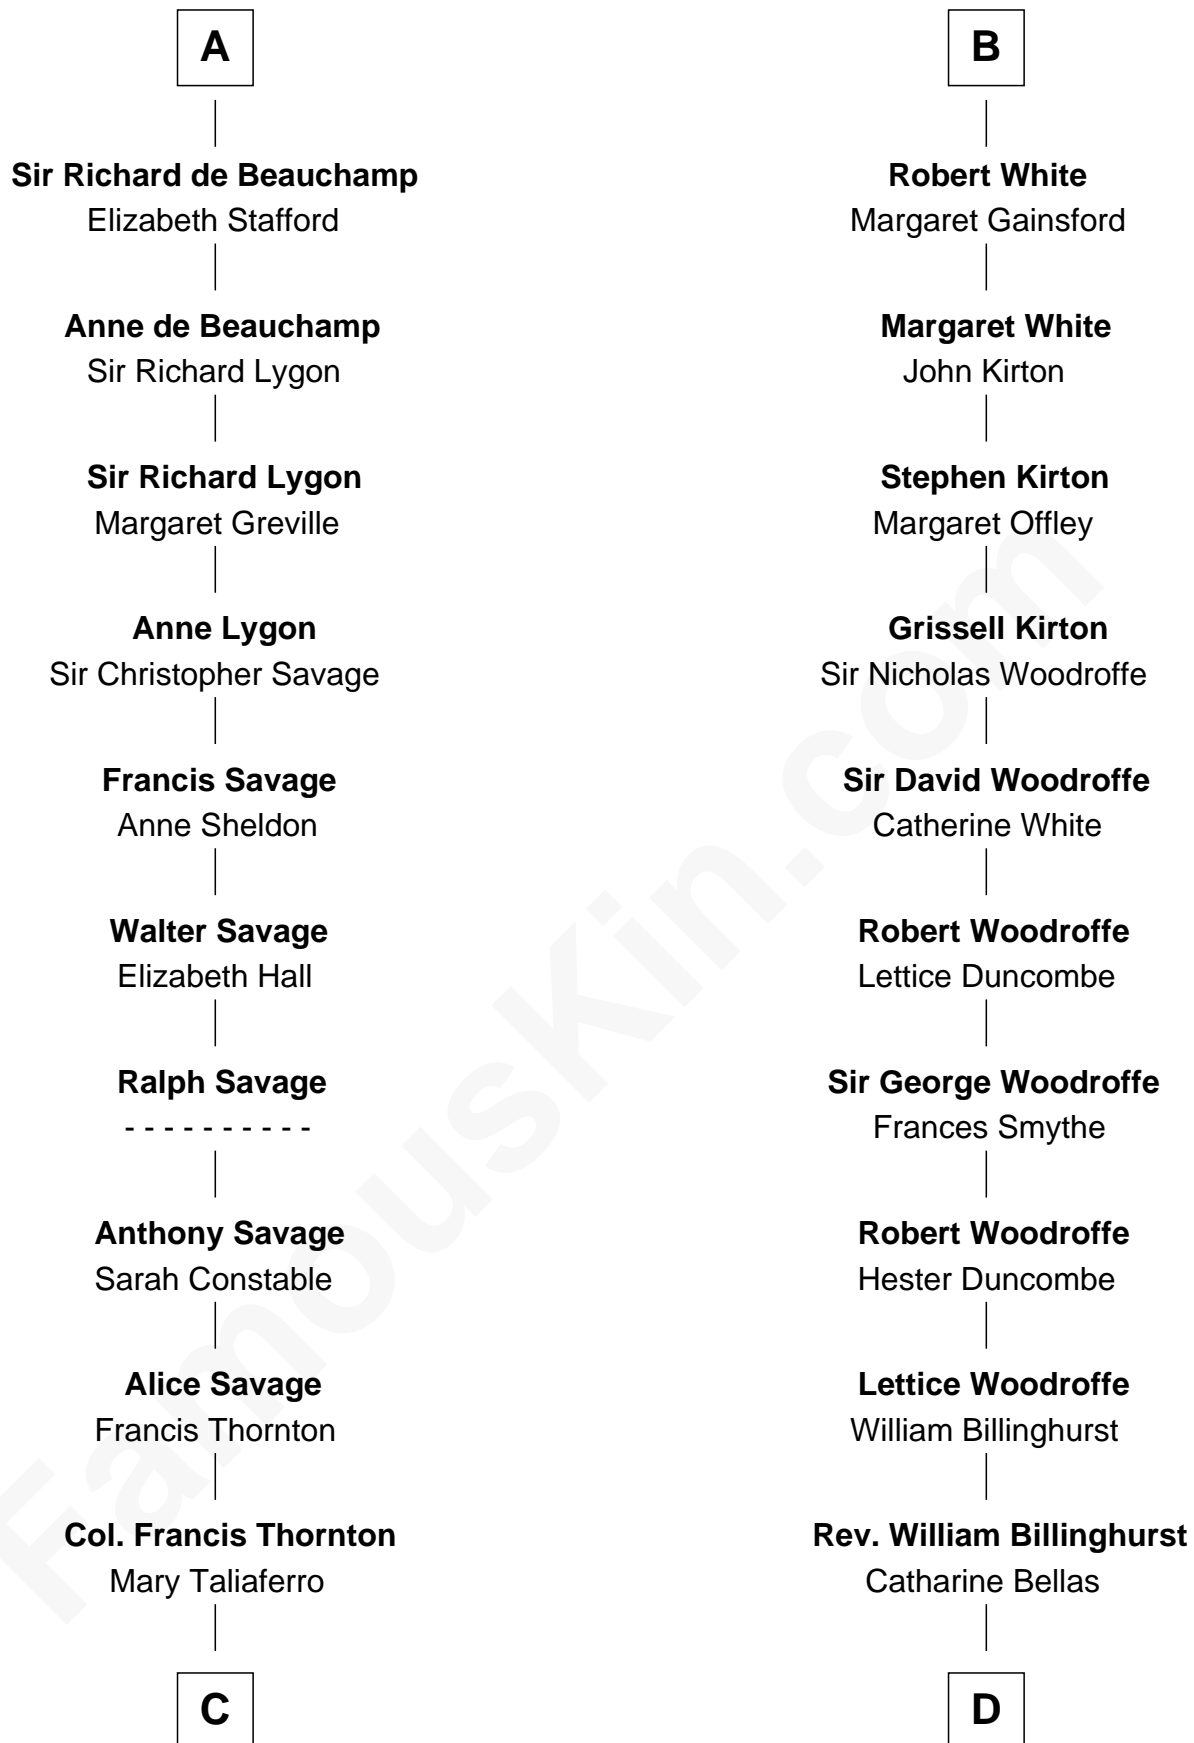 A
Sir Richard de Beauchamp
Elizabeth Stafford
Anne de Beauchamp
Sir Richard Lygon
Sir Richard Lygon
Margaret Greville
Anne Lygon
Sir Christopher Savage
Francis Savage
Anne Sheldon
Walter Savage
Elizabeth Hall
Ralph Savage
- - - - - - - - - -
Anthony Savage
Sarah Constable
Alice Savage
Francis Thornton
Col. Francis Thornton
Mary Taliaferro
C
B
Robert White
Margaret Gainsford
Margaret White
John Kirton
Stephen Kirton
Margaret Offley
Grissell Kirton
Sir Nicholas Woodroffe
Sir David Woodroffe
Catherine White
Robert Woodroffe
Lettice Duncombe
Sir George Woodroffe
Frances Smythe
Robert Woodroffe
Hester Duncombe
Lettice Woodroffe
William Billinghurst
Rev. William Billinghurst
Catharine Bellas
D
FamousKin.com